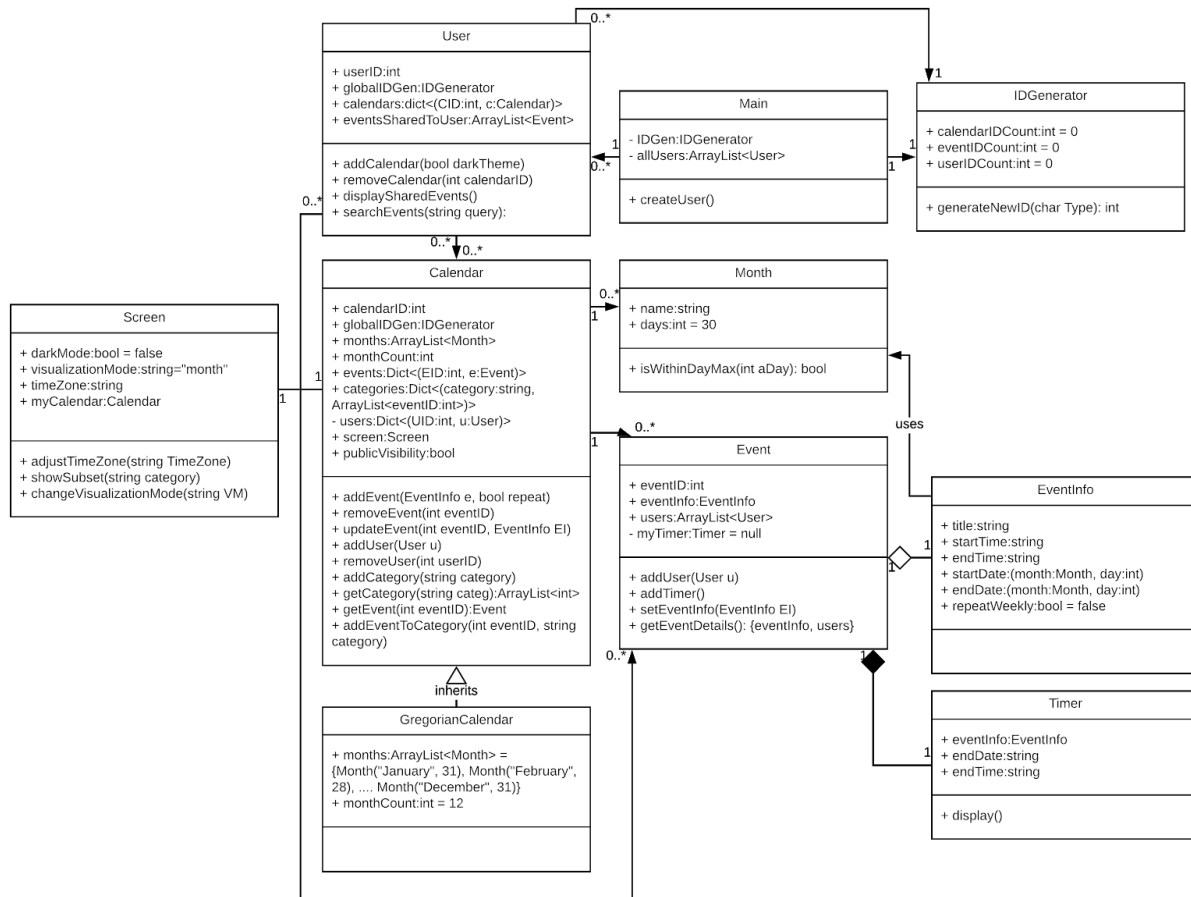 User
+ userID:int
+ globalIDGen:IDGenerator
+ calendars:dict<(CID:int, c:Calendar)>
+ eventsSharedToUser:ArrayList<Event>
+ addCalendar(bool darkTheme)
+ removeCalendar(int calendarID)
+ displaySharedEvents()
+ searchEvents(string query):
0..*
1
0..*
1
0..*
1
1
0..*
0..*
Main
- IDGen:IDGenerator
- allUsers:ArrayList<User>
+ createUser()
IDGenerator
+ calendarIDCount:int = 0
+ eventIDCount:int = 0
+ userIDCount:int = 0
+ generateNewID(char Type): int
Screen
+ darkMode:bool = false
+ visualizationMode:string="month"
+ timeZone:string
+ myCalendar:Calendar
+ adjustTimeZone(string TimeZone)
+ showSubset(string category)
+ changeVisualizationMode(string VM)
1
1
Calendar
+ calendarID:int
+ globalIDGen:IDGenerator
+ months:ArrayList<Month>
+ monthCount:int
+ events:Dict<(EID:int, e:Event)>
+ categories:Dict<(category:string,
ArrayList<eventID:int>)>
- users:Dict<(UID:int, u:User)>
+ screen:Screen
+ publicVisibility:bool
+ addEvent(EventInfo e, bool repeat)
+ removeEvent(int eventID)
+ updateEvent(int eventID, EventInfo EI)
+ addUser(User u)
+ removeUser(int userID)
+ addCategory(string category)
+ getCategory(string categ):ArrayList<int>
+ getEvent(int eventID):Event
+ addEventToCategory(int eventID, string
category)
0..*
1
0..*
1
Month
+ name:string
+ days:int = 30
+ isWithinDayMax(int aDay): bool
uses
Event
+ eventID:int
+ eventInfo:EventInfo
+ users:ArrayList<User>
- myTimer:Timer = null
+ addUser(User u)
+ addTimer()
+ setEventInfo(EventInfo EI)
+ getEventDetails(): {eventInfo, users}
1
1
0..*
1
1
EventInfo
+ title:string
+ startTime:string
+ endTime:string
+ startDate:(month:Month, day:int)
+ endDate:(month:Month, day:int)
+ repeatWeekly:bool = false
inherits
GregorianCalendar
+ months:ArrayList<Month> =
{Month("January", 31), Month("February",
28), .... Month("December", 31)}
+ monthCount:int = 12
Timer
+ eventInfo:EventInfo
+ endDate:string
+ endTime:string
+ display()